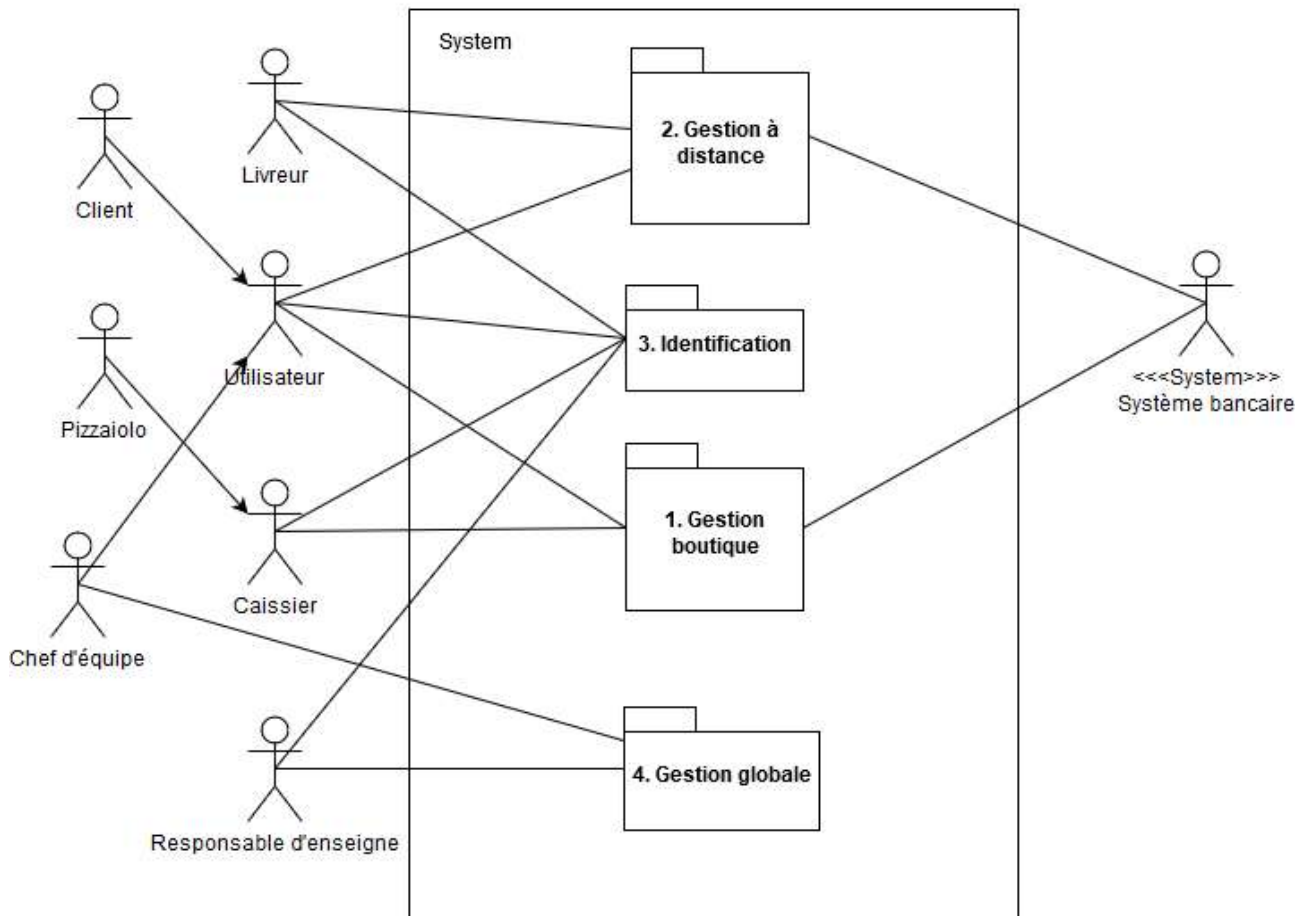 System
2. Gestion à
distance
Livreur
Client
3. Identification
Utilisateur
<<<System>>>
Système bancaire
Pizzaiolo
1. Gestion
boutique
Caissier
Chef d'équipe
4. Gestion globale
Responsable d'enseigne